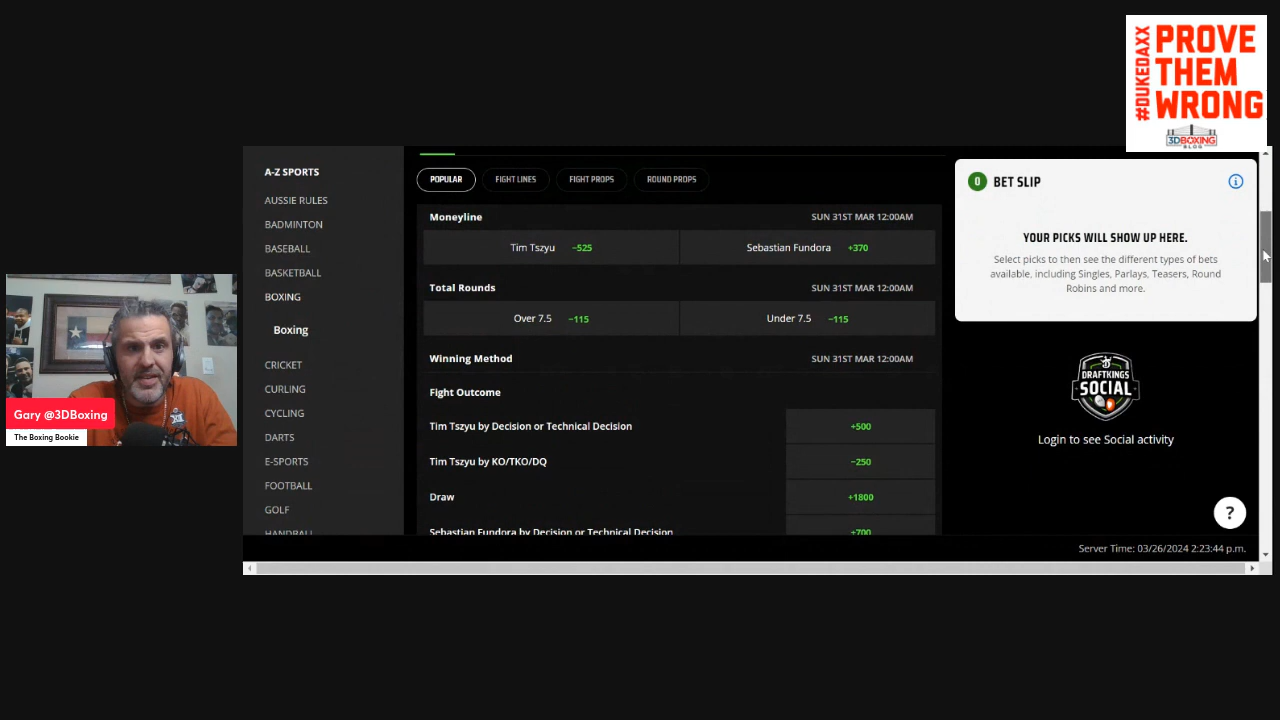 #DUKEDAXX
PROVE
THEM
WRONG
3DBOXING
BLOG
A-Z SPORTS
AUSSIE RULES
BADMINTON
BASEBALL
BASKETBALL
BOXING
Boxing
CRICKET
CURLING
CYCLING
DARTS
E-SPORTS
FOOTBALL
GOLF
HANDBALL
POPULAR FIGHT LINES FIGHT PROPS ROUND PROPS
Moneyline SUN 31ST MAR 12:00AM
Tim Tszyu −525 Sebastian Fundora +370
Total Rounds SUN 31ST MAR 12:00AM
Over 7.5 −115 Under 7.5 −115
Winning Method SUN 31ST MAR 12:00AM
Fight Outcome
Tim Tszyu by Decision or Technical Decision +500
Tim Tszyu by KO/TKO/DQ −250
Draw +1800
Sebastian Fundora by Decision or Technical Decision +700
0 BET SLIP i
YOUR PICKS WILL SHOW UP HERE.
Select picks to then see the different types of bets
available, including Singles, Parlays, Teasers, Round
Robins and more.
DRAFTKINGS
SOCIAL
Login to see Social activity
?
Server Time: 03/26/2024 2:23:44 p.m.
Gary @3DBoxing
The Boxing Bookie